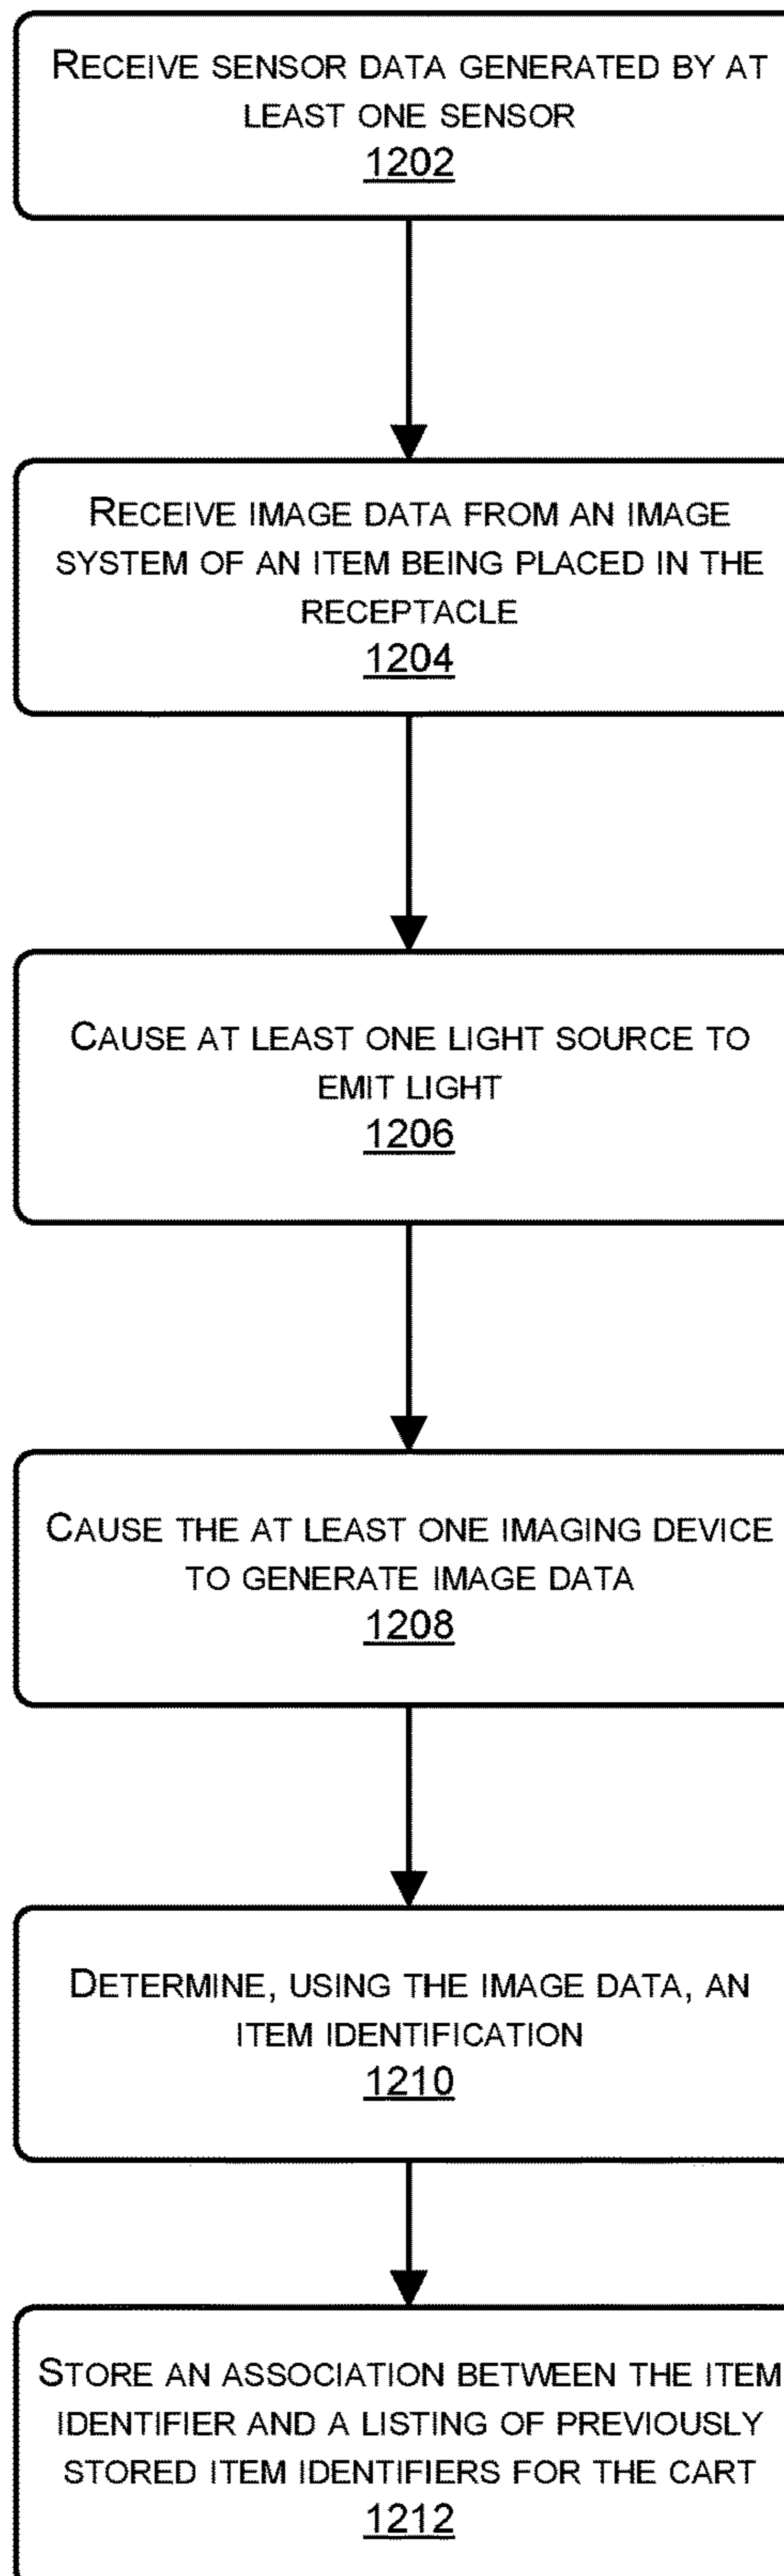 RECEIVE SENSOR DATA GENERATED BY AT
LEAST ONE SENSOR
1202
RECEIVE IMAGE DATA FROM AN IMAGE
SYSTEM OF AN ITEM BEING PLACED IN THE
RECEPTACLE
1204
CAUSE AT LEAST ONE LIGHT SOURCE TO
EMIT LIGHT
1206
CAUSE THE AT LEAST ONE IMAGING DEVICE
TO GENERATE IMAGE DATA
1208
DETERMINE, USING THE IMAGE DATA, AN
ITEM IDENTIFICATION
1210
STORE AN ASSOCIATION BETWEEN THE ITEM
IDENTIFIER AND A LISTING OF PREVIOUSLY
STORED ITEM IDENTIFIERS FOR THE CART
1212